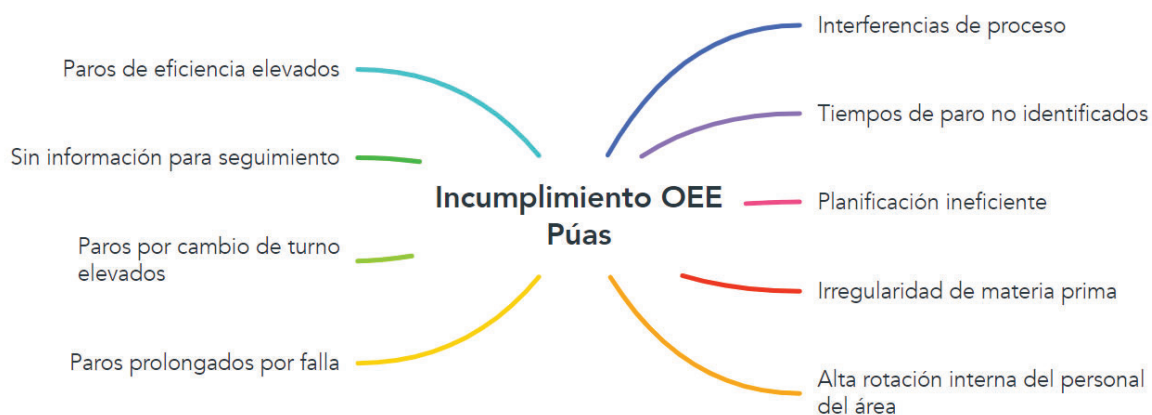 Incumplimiento OEE
Púas
Paros de eficiencia elevados
Sin información para seguimiento
Paros por cambio de turno
elevados
Paros prolongados por falla
Interferencias de proceso
Tiempos de paro no identificados
Planificación ineficiente
Irregularidad de materia prima
Alta rotación interna del personal
del área